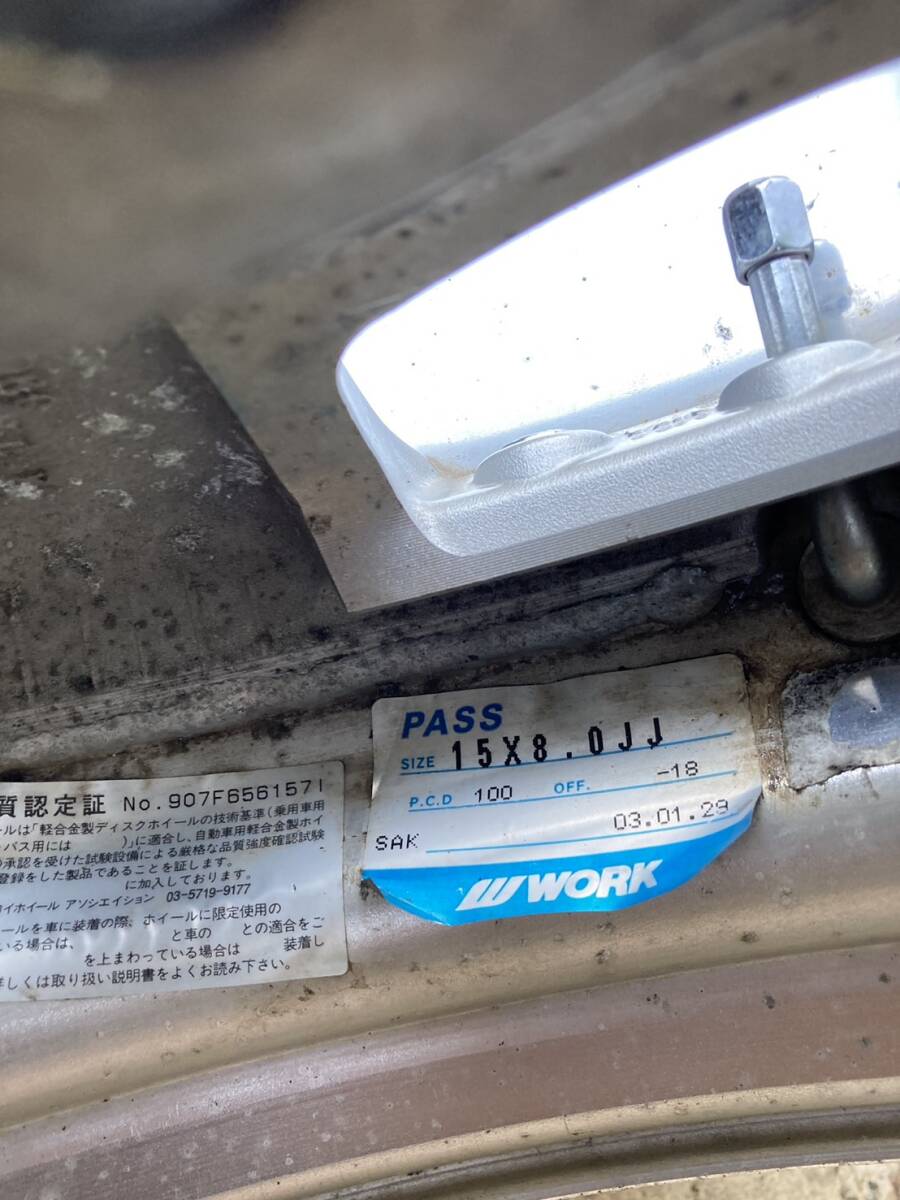 PASS
SIZE 15X8.0JJ
P.C.D 100 OFF. -18
SAK 03.01.29
WORK
質認定証 No.907F6561571
ールは「軽合金製ディスクホイールの技術基準(乗用車用
・バス用には )」に適合し、自動車用軽合金製ホイ
の承認を受けた試験設備による厳格な品質強度確認試験
登録をした製品であることを証します。
に加入しております。
ロイホイール アソシエイション 03-5719-9177
ールを車に装着の際、ホイールに限定使用の
いる場合は、 と車の との適合をご
を上まわっている場合は 装着し
詳しくは取り扱い説明書をよくお読み下さい。